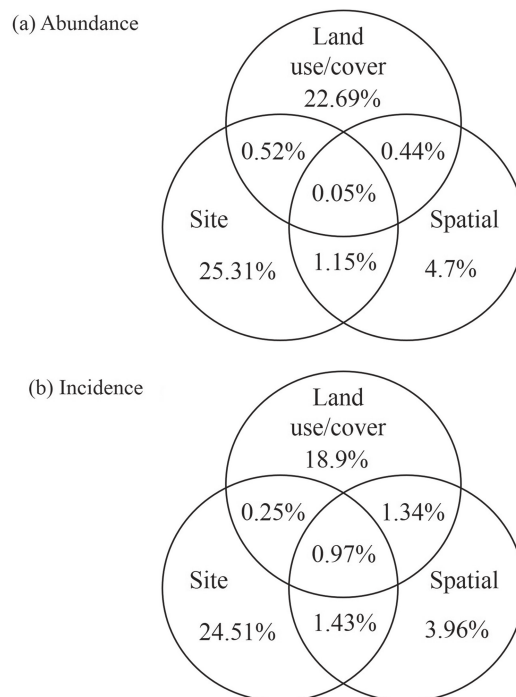 (a) Abundance
Land
use/cover
22.69%
0.52%
0.44%
0.05%
Site
Spatial
25.31%
1.15%
4.7%
(b) Incidence
Land
use/cover
18.9%
0.25%
1.34%
0.97%
Site
Spatial
24.51%
1.43%
3.96%